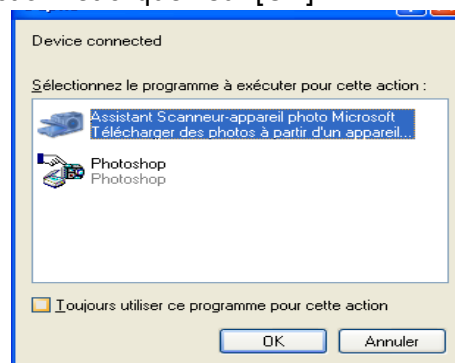 Device connected
Sélectionnez le programme à exécuter pour cette action :
Assistant Scanneur-appareil photo Microsoft
Télécharger des photos à partir d'un appareil...
Photoshop
Photoshop
Toujours utiliser ce programme pour cette action
OK Annuler